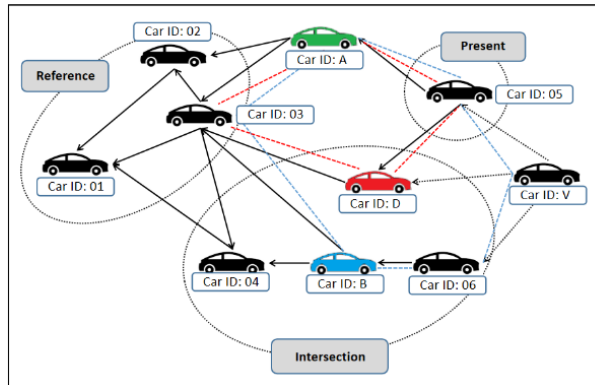 Car ID: 02
Car ID: A
Present
Reference
Car ID: 05
Car ID: 03
Car ID: 01
Car ID: D
Car ID: V
Car ID: 04
Car ID: B
Car ID: 06
Intersection